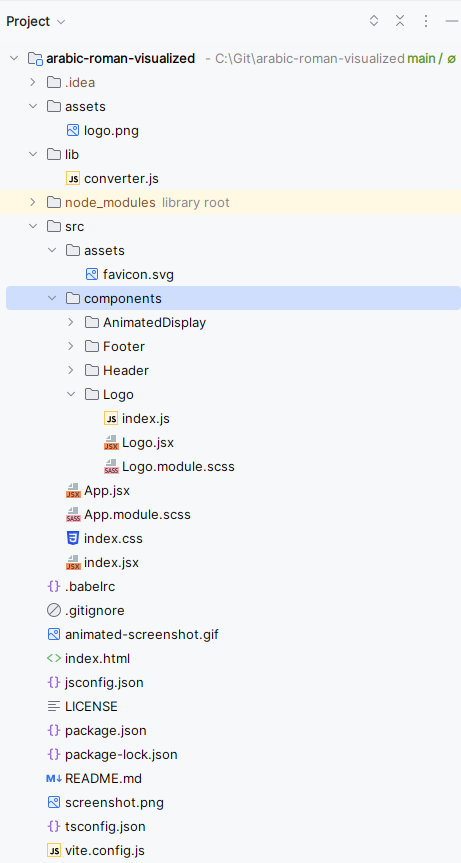 Project
arabic-roman-visualized - C:\Git\arabic-roman-visualized main / ∅
.idea
assets
logo.png
lib
JS converter.js
node_modules library root
src
assets
favicon.svg
components
AnimatedDisplay
Footer
Header
Logo
JS index.js
JSX Logo.jsx
SASS Logo.module.scss
JSX App.jsx
SASS App.module.scss
index.css
JSX index.jsx
{} .babelrc
.gitignore
animated-screenshot.gif
<> index.html
{} jsconfig.json
LICENSE
{} package.json
{} package-lock.json
M↓ README.md
screenshot.png
{} tsconfig.json
JS vite.config.js